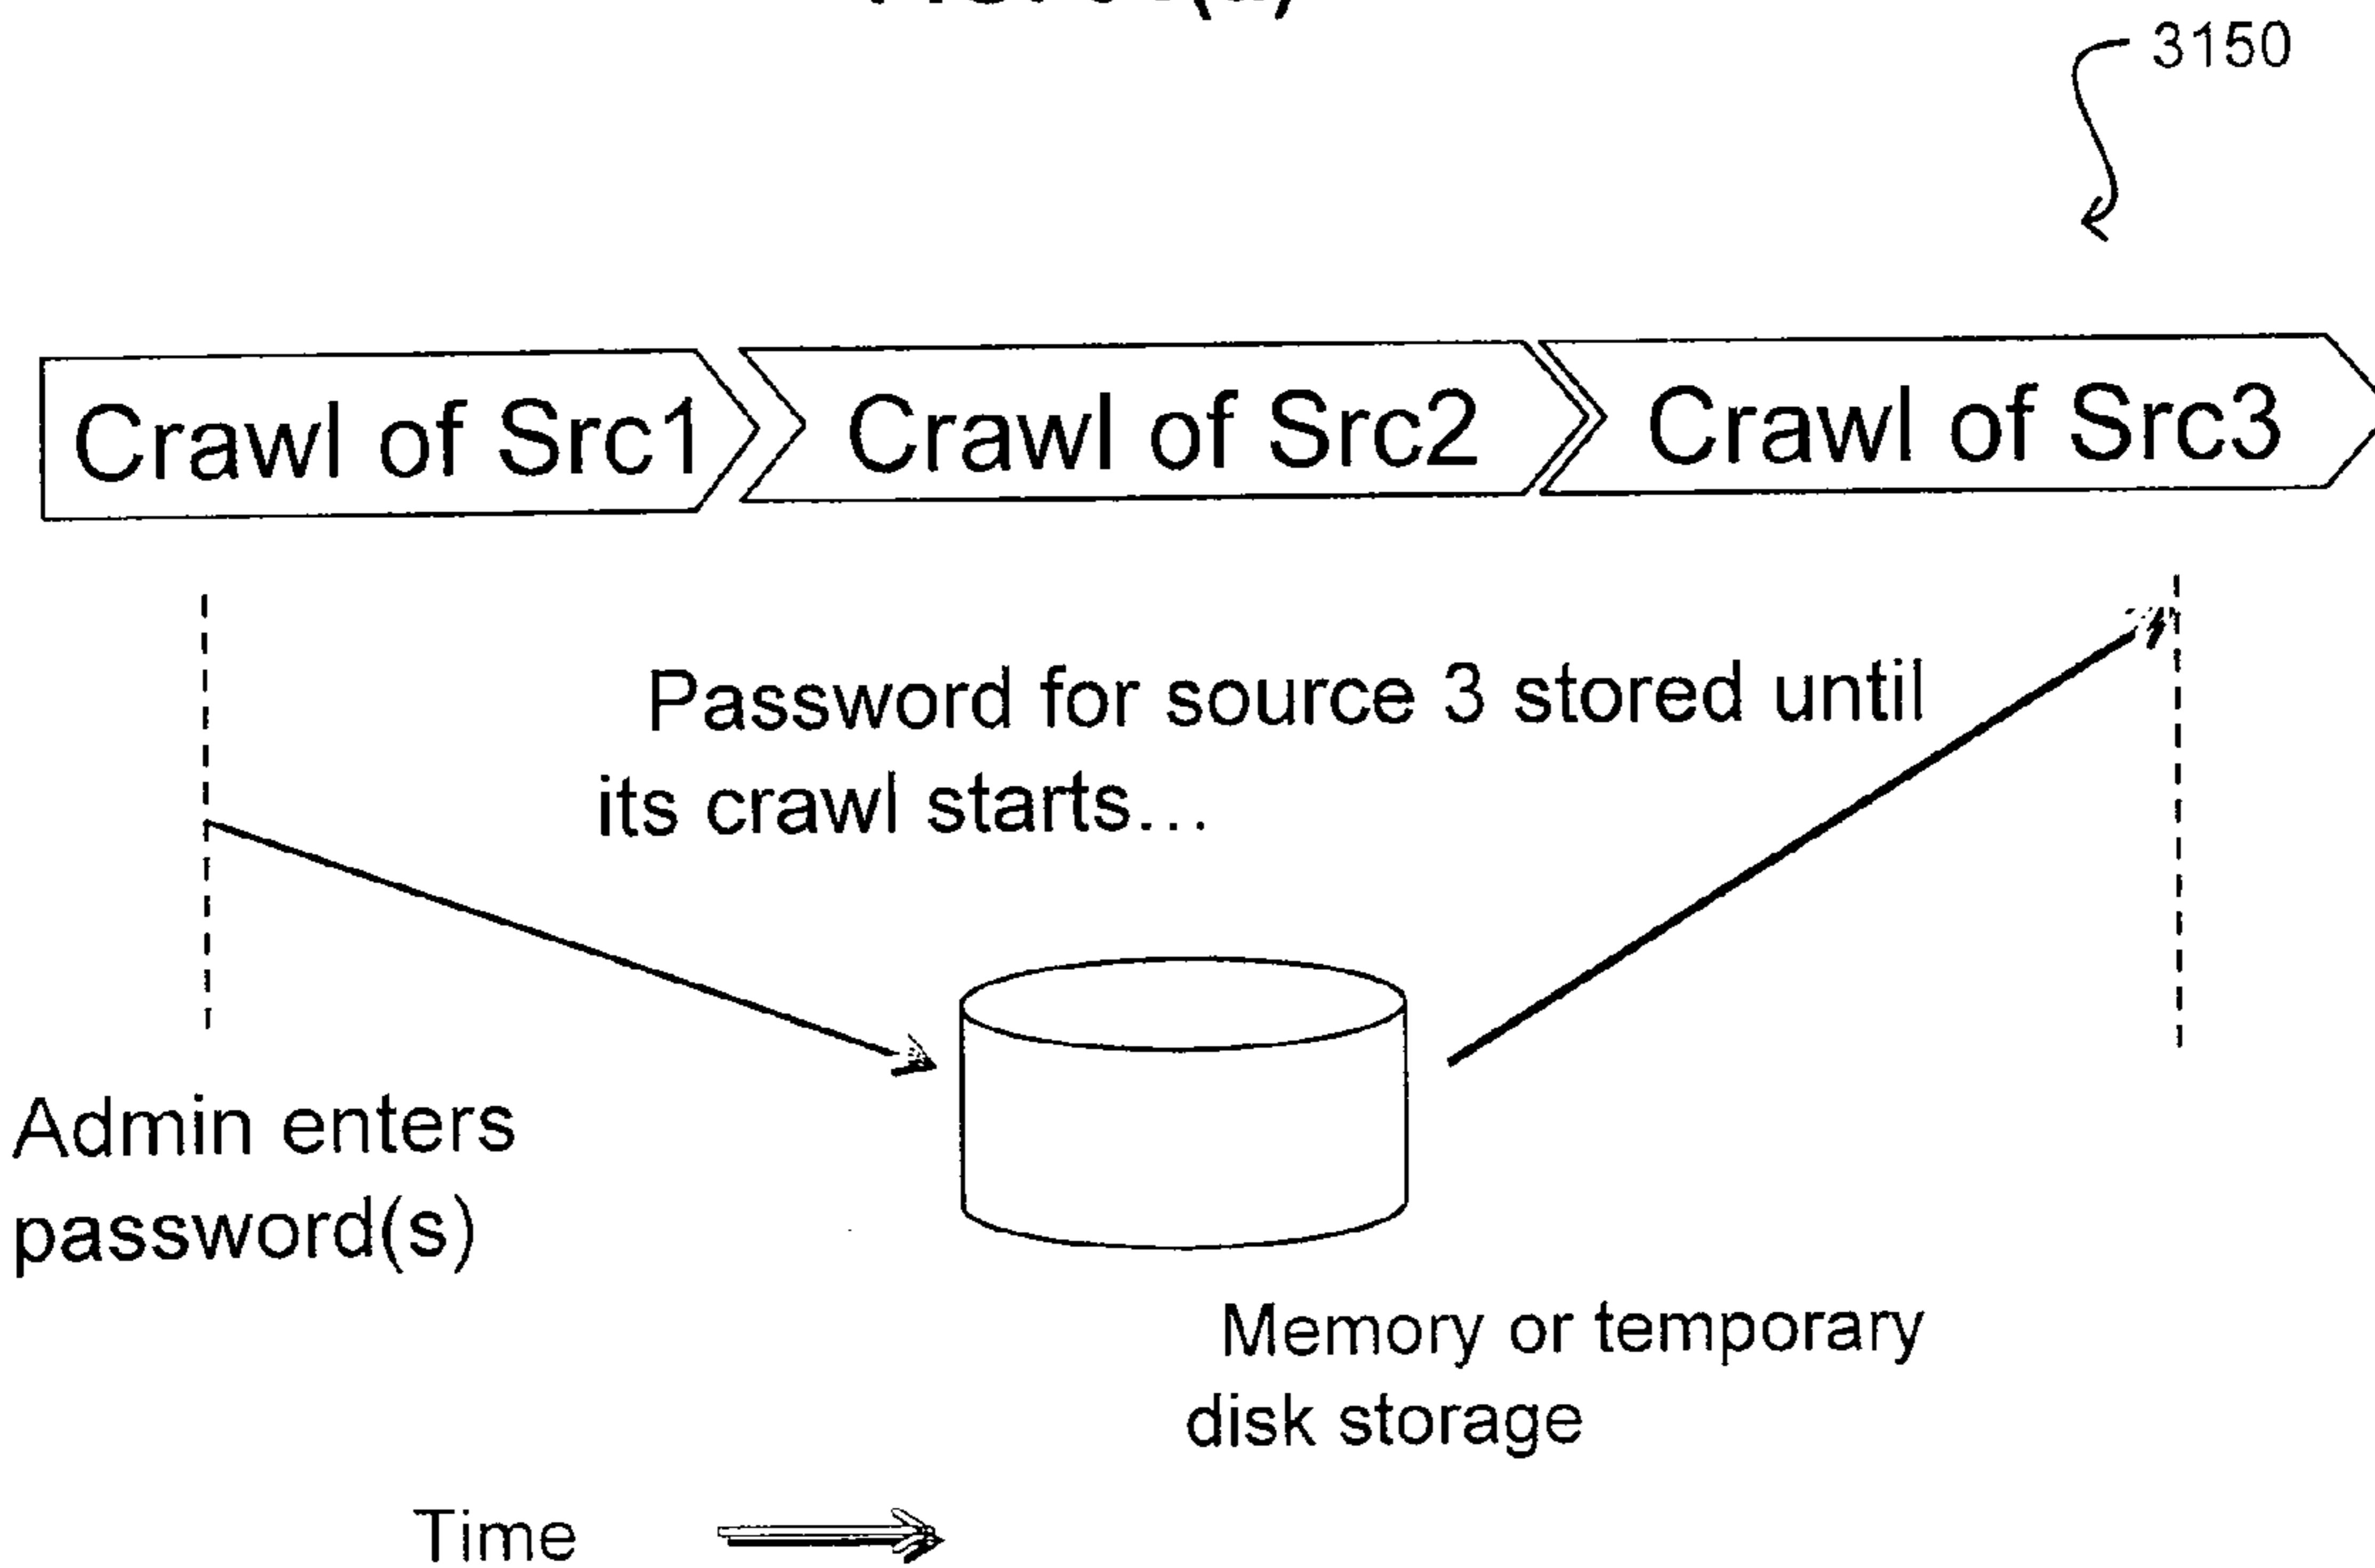 3150
Crawl of Src1
Crawl of Src2
Crawl of Src3
Password for source 3 stored until
its crawl starts...
Admin enters
password(s)
Memory or temporary
disk storage
Time